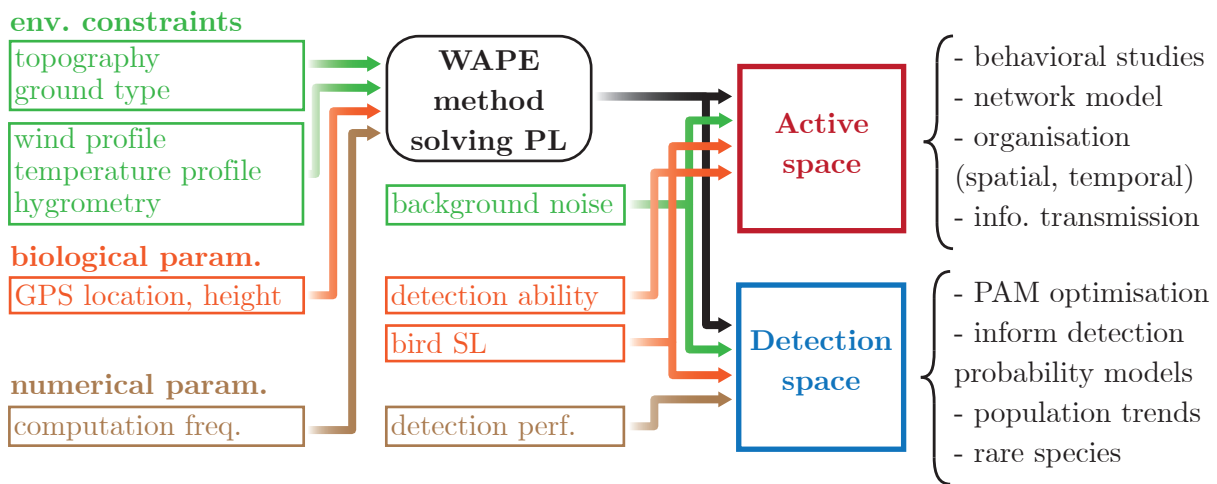 env. constraints
topography
ground type
wind profile
temperature profile
hygrometry
biological param.
GPS location, height
numerical param.
computation freq.
WAPE
method
solving PL
background noise
detection ability
bird SL
detection perf.
Active
space
Detection
space
- behavioral studies
- network model
- organisation
(spatial, temporal)
- info. transmission
- PAM optimisation
- inform detection
probability models
- population trends
- rare species